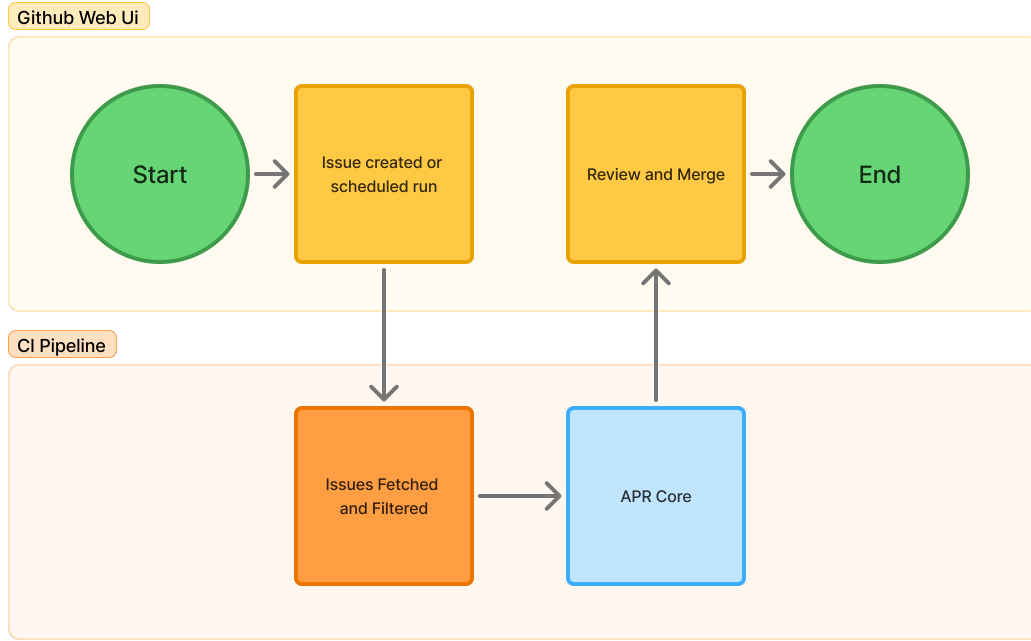 Github Web Ui
Start
Issue created or
scheduled run
Review and Merge
End
CI Pipeline
Issues Fetched
and Filtered
APR Core